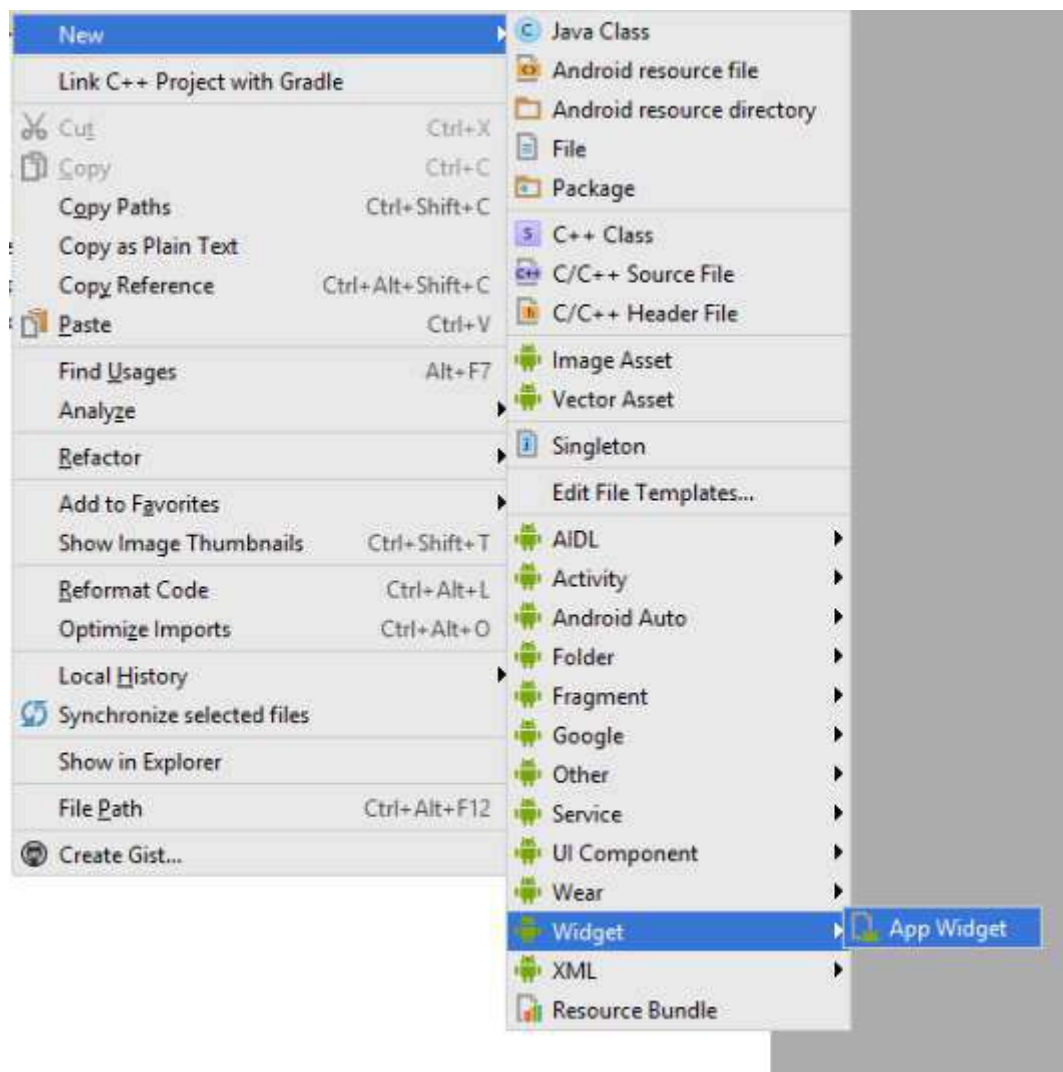 New
Link C++ Project with Gradle
Cut Ctrl+X
Copy Ctrl+C
Copy Paths Ctrl+Shift+C
Copy as Plain Text
Copy Reference Ctrl+Alt+Shift+C
Paste Ctrl+V
Find Usages Alt+F7
Analyze
Refactor
Add to Favorites
Show Image Thumbnails Ctrl+Shift+T
Reformat Code Ctrl+Alt+L
Optimize Imports Ctrl+Alt+O
Local History
Synchronize selected files
Show in Explorer
File Path Ctrl+Alt+F12
Create Gist...
Java Class
Android resource file
Android resource directory
File
Package
C++ Class
C/C++ Source File
C/C++ Header File
Image Asset
Vector Asset
Singleton
Edit File Templates...
AIDL
Activity
Android Auto
Folder
Fragment
Google
Other
Service
UI Component
Wear
Widget
XML
Resource Bundle
App Widget